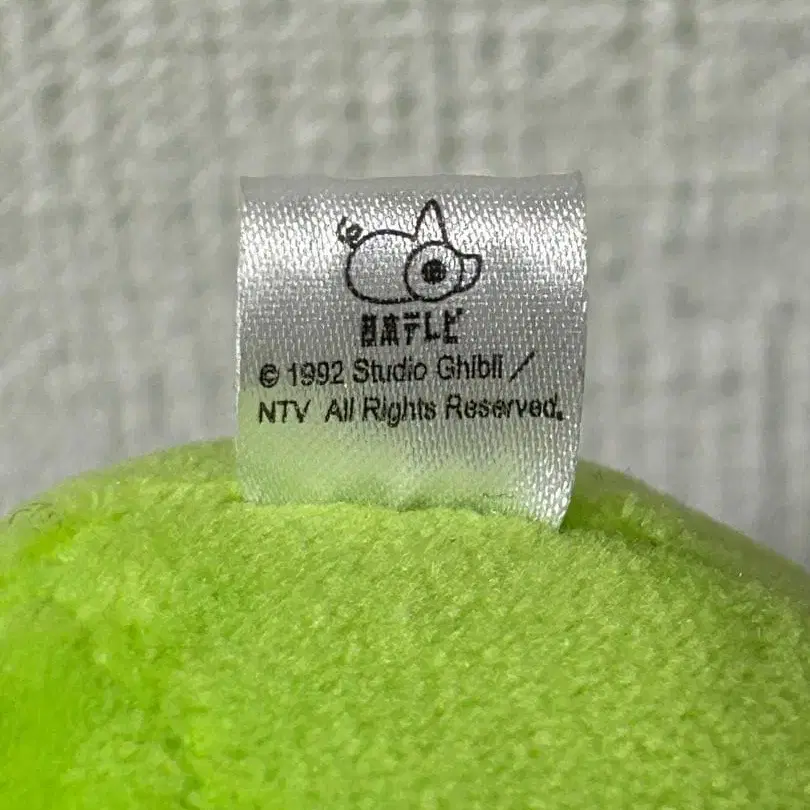 日本テレビ
© 1992 Studio Ghibli／
NTV All Rights Reserved.